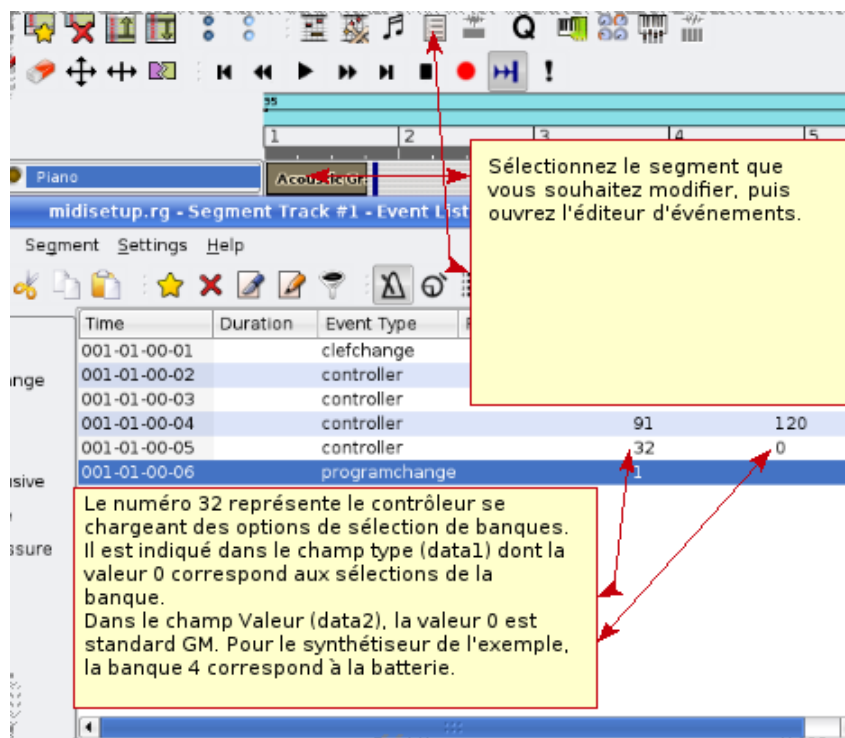 Q
!
35
1 2 3 4 5
Piano
Acoustic Gr
Sélectionnez le segment que
vous souhaitez modifier, puis
ouvrez l'éditeur d'événements.
midisetup.rg - Segment Track #1 - Event List
Segment Settings Help
Time Duration Event Type
001-01-00-01 clefchange
001-01-00-02 controller
001-01-00-03 controller
001-01-00-04 controller 91 120
001-01-00-05 controller 32 0
001-01-00-06 programchange 1
ange
usive
ssure
Le numéro 32 représente le contrôleur se
chargeant des options de sélection de banques.
Il est indiqué dans le champ type (data1) dont la
valeur 0 correspond aux sélections de la
banque.
Dans le champ Valeur (data2), la valeur 0 est
standard GM. Pour le synthétiseur de l'exemple,
la banque 4 correspond à la batterie.